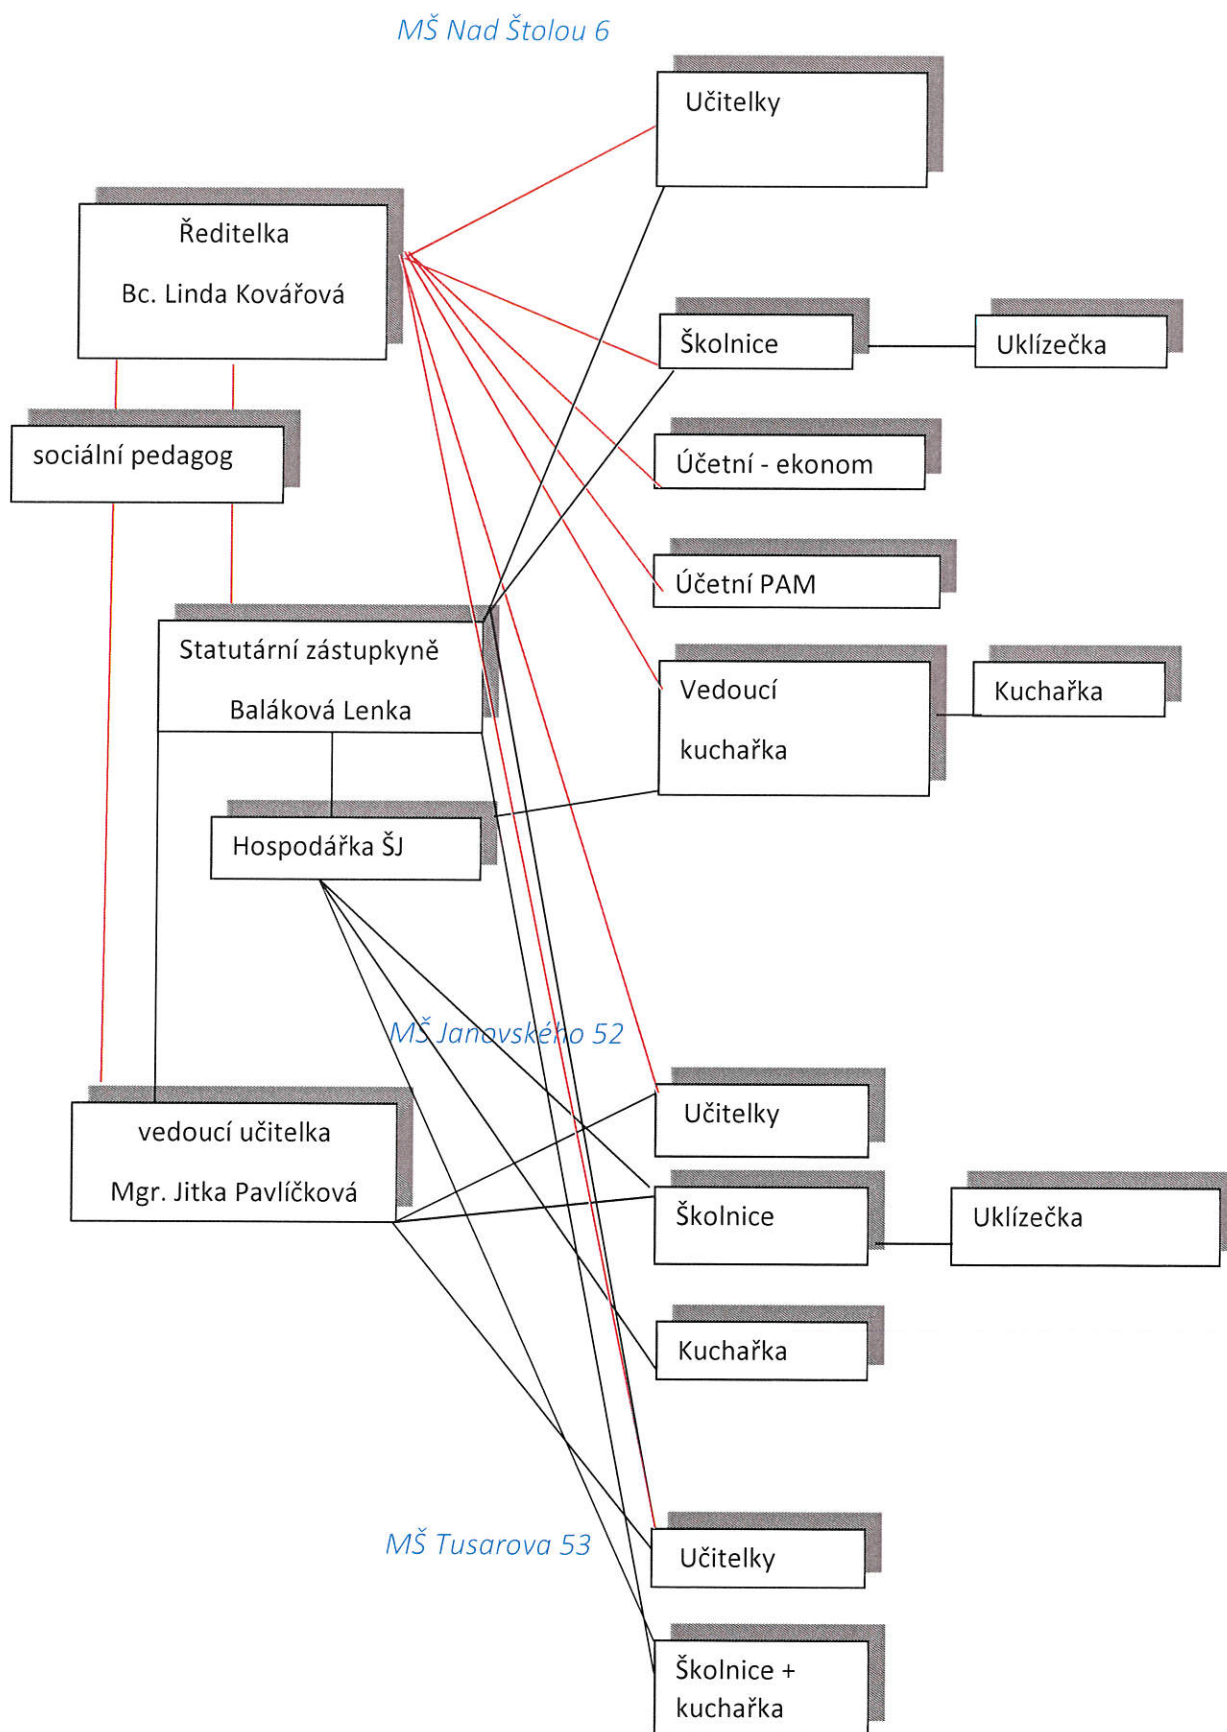 MŠ Nad Štolou 6
Učitelky
Ředitelka
Bc. Linda Kovářová
Školnice
Uklízečka
sociální pedagog
Účetní - ekonom
Účetní PAM
Statutární zástupkyně
Baláková Lenka
Vedoucí
kuchařka
Kuchařka
Hospodářka ŠJ
MŠ Janovského 52
vedoucí učitelka
Mgr. Jitka Pavlíčková
Učitelky
Školnice
Uklízečka
Kuchařka
MŠ Tusarova 53
Učitelky
Školnice +
kuchařka